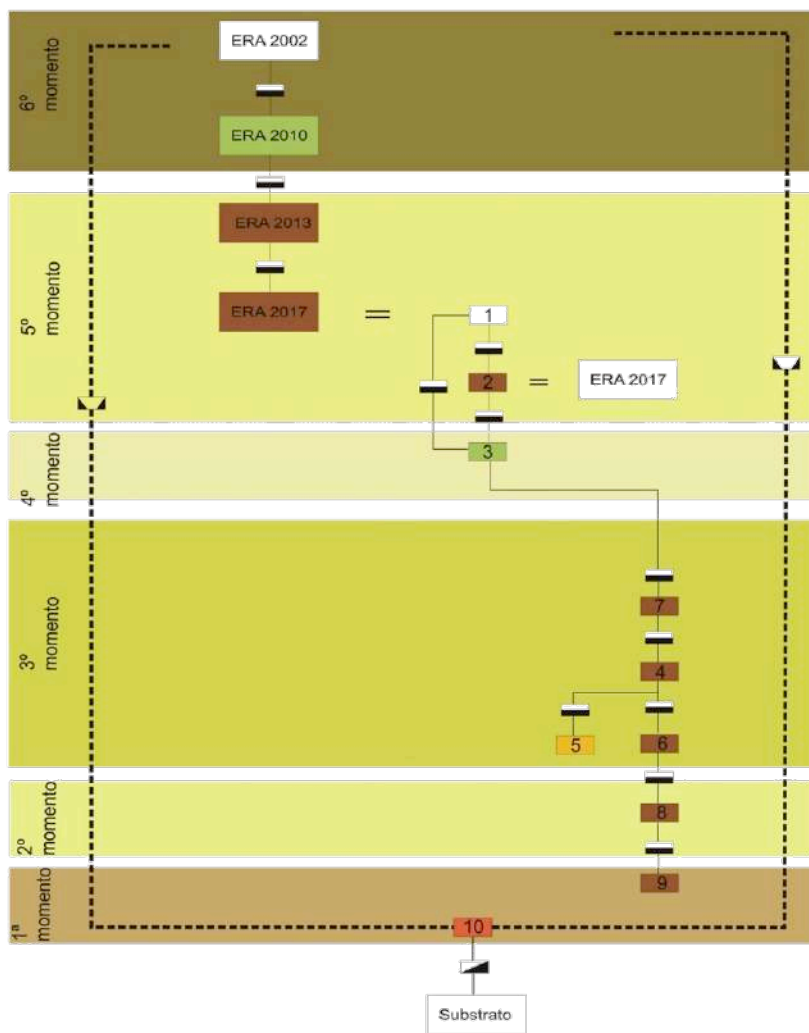 6º
momento
ERA 2002
ERA 2010
5º
momento
ERA 2013
ERA 2017
=
1
2
=
ERA 2017
4º
momento
3
3º
momento
7
4
5
6
2º
momento
8
1ª
momento
9
10
Substrato